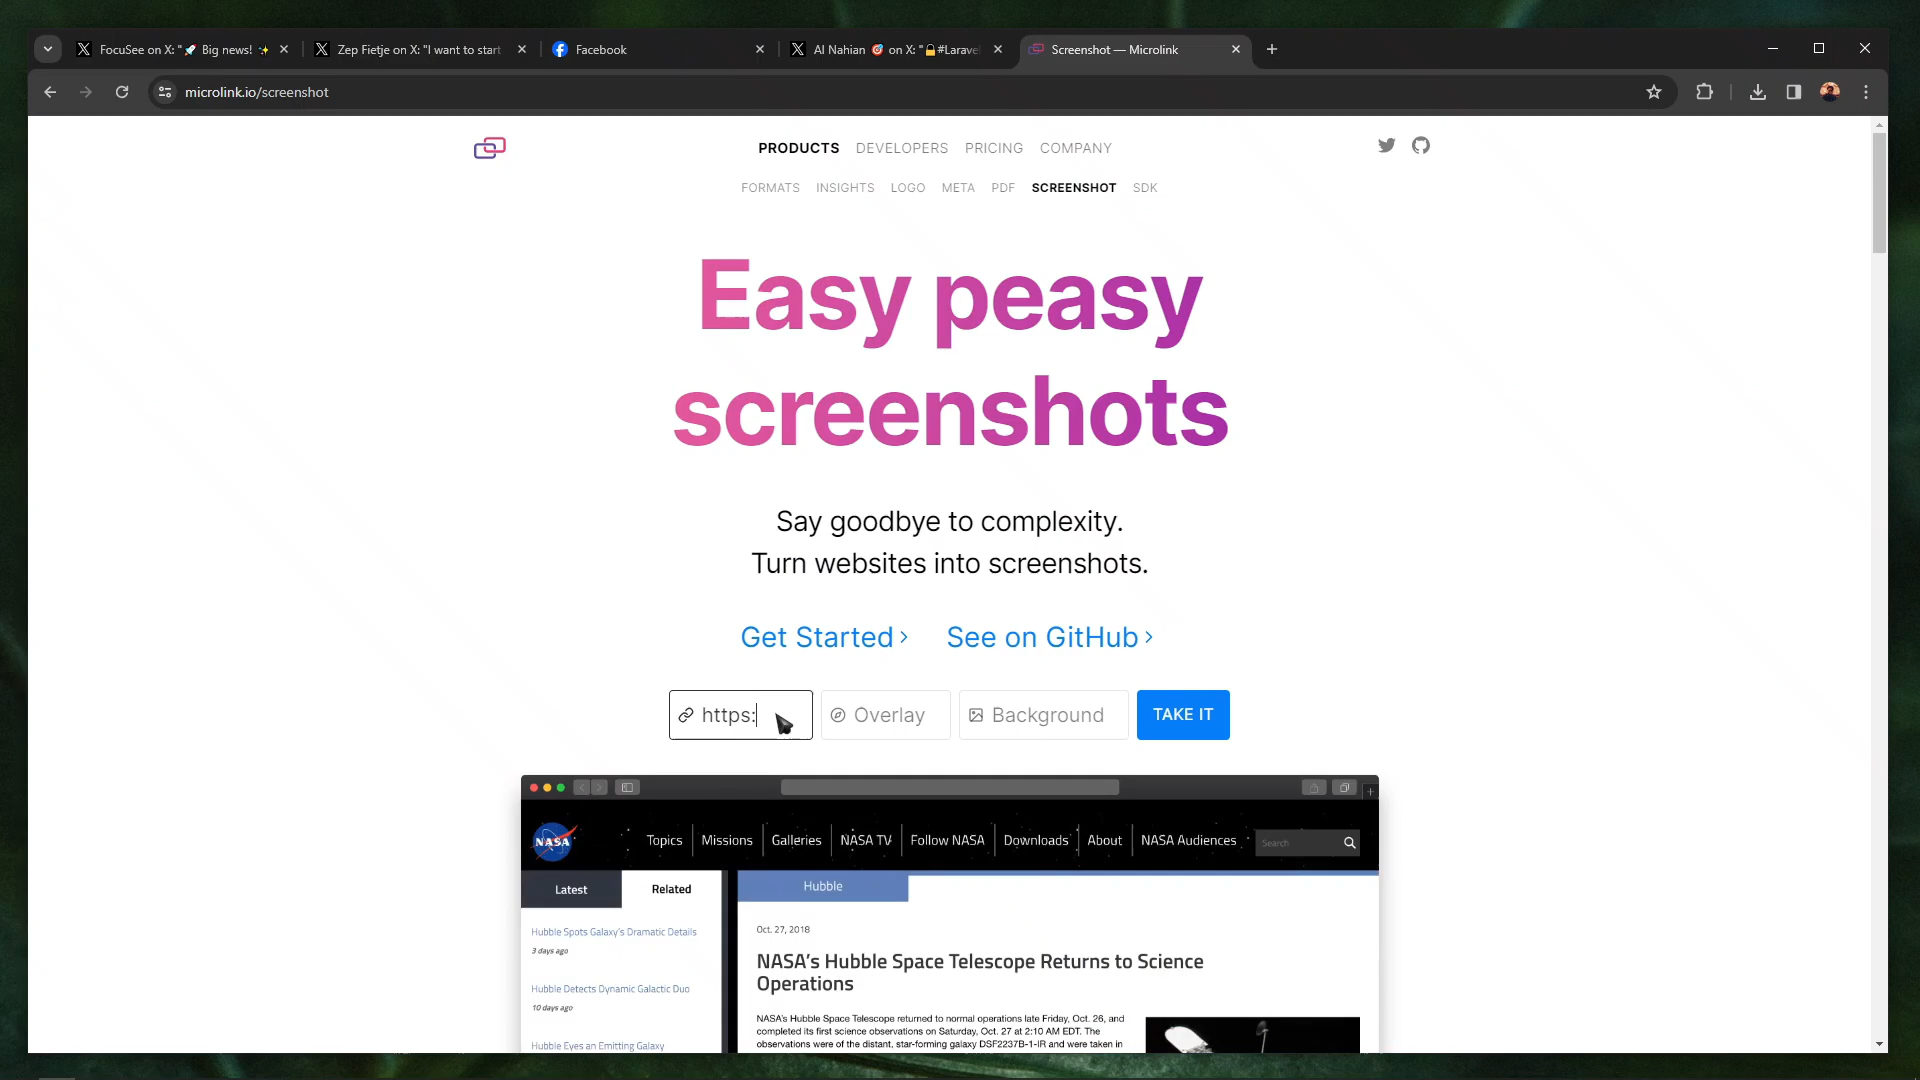 FocuSee on X: "🚀 Big news! ✨
Zep Fietje on X: "I want to start
Facebook
Al Nahian 🎯 on X: "🔒#Laravel
Screenshot — Microlink
microlink.io/screenshot
PRODUCTS DEVELOPERS PRICING COMPANY
FORMATS INSIGHTS LOGO META PDF SCREENSHOT SDK
Easy peasy
screenshots
Say goodbye to complexity.
Turn websites into screenshots.
Get Started › See on GitHub ›
https: Overlay Background TAKE IT
NASA Topics Missions Galleries NASA TV Follow NASA Downloads About NASA Audiences Search
Latest Related Hubble
Hubble Spots Galaxy's Dramatic Details
3 days ago
Hubble Detects Dynamic Galactic Duo
10 days ago
Hubble Eyes an Emitting Galaxy
Oct. 27, 2018
NASA's Hubble Space Telescope Returns to Science
Operations
NASA's Hubble Space Telescope returned to normal operations late Friday, Oct. 26, and
completed its first science observations on Saturday, Oct. 27 at 2:10 AM EDT. The
observations were of the distant, star-forming galaxy DSF2237B-1-IR and were taken in